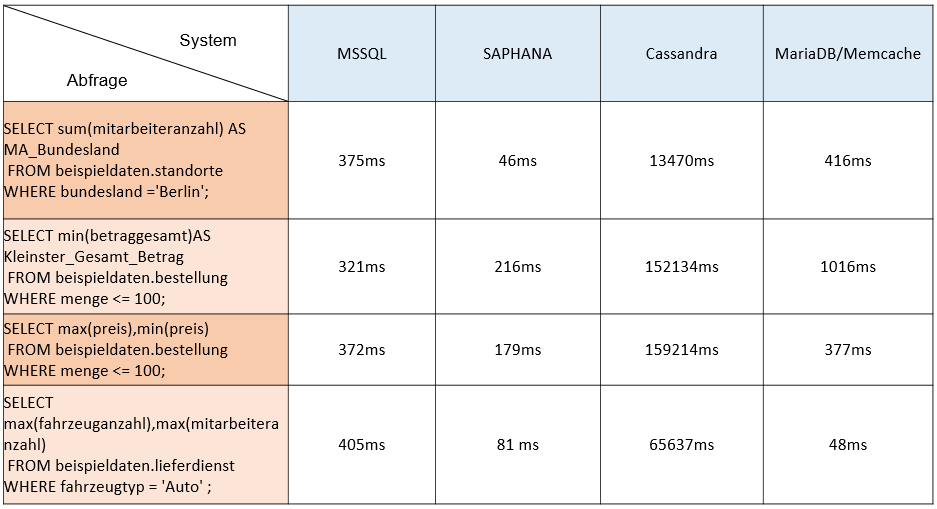 System
Abfrage
MSSQL
SAPHANA
Cassandra
MariaDB/Memcache
SELECT sum(mitarbeiteranzahl) AS
MA_Bundesland
FROM beispieldaten.standorte
WHERE bundesland ='Berlin';
375ms
46ms
13470ms
416ms
SELECT min(betraggesamt)AS
Kleinster_Gesamt_Betrag
FROM beispieldaten.bestellung
WHERE menge <= 100;
321ms
216ms
152134ms
1016ms
SELECT max(preis),min(preis)
FROM beispieldaten.bestellung
WHERE menge <= 100;
372ms
179ms
159214ms
377ms
SELECT
max(fahrzeuganzahl),max(mitarbeitera
nzahl)
FROM beispieldaten.lieferdienst
WHERE fahrzeugtyp = 'Auto' ;
405ms
81 ms
65637ms
48ms